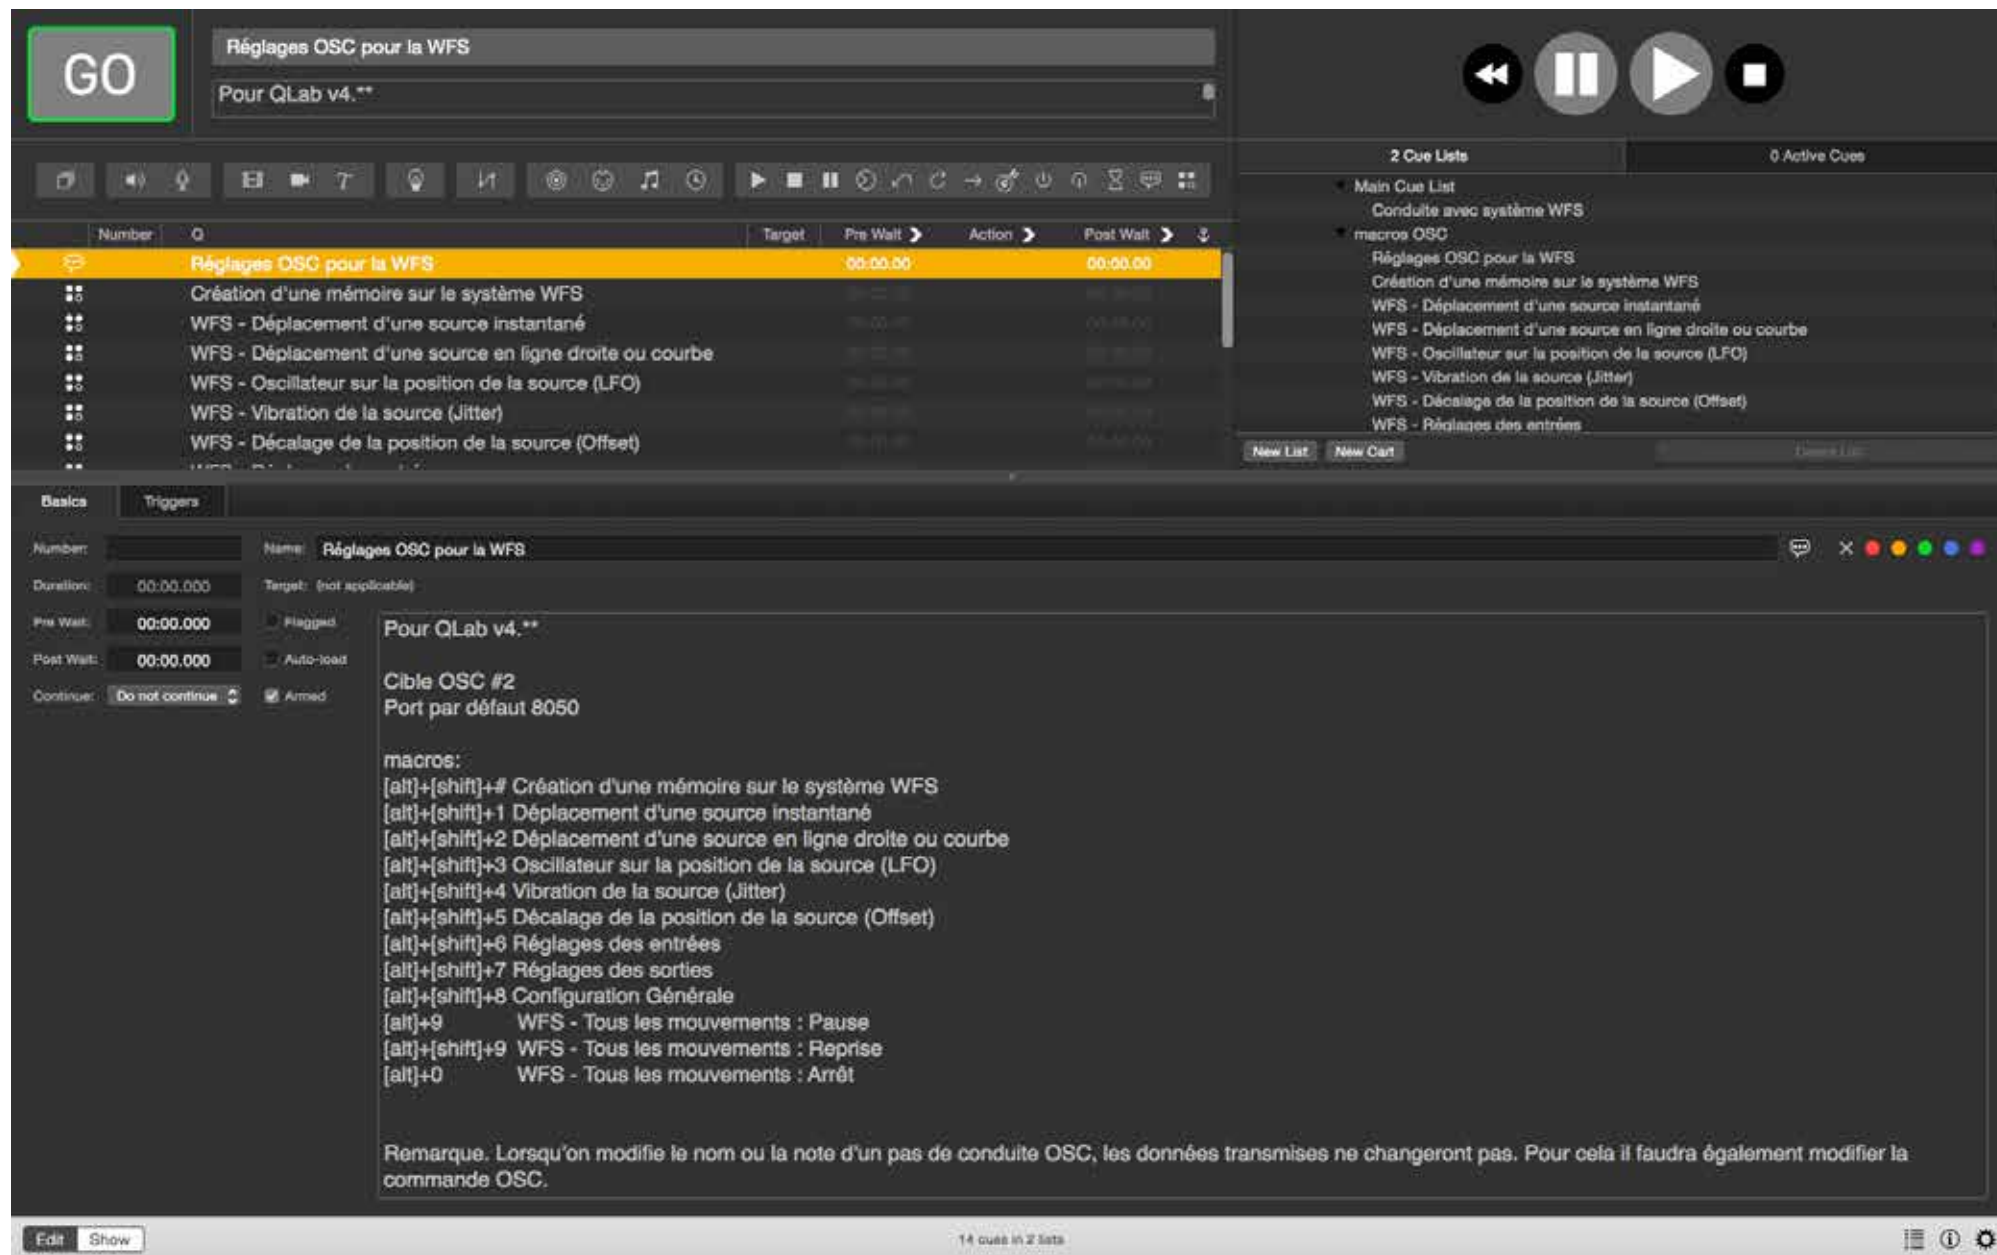 GO
Réglages OSC pour la WFS
Pour QLab v4.**
2 Cue Lists
0 Active Cues
Main Cue List
Conduite avec système WFS
macros OSC
Réglages OSC pour la WFS
Création d'une mémoire sur le système WFS
WFS - Déplacement d'une source instantané
WFS - Déplacement d'une source en ligne droite ou courbe
WFS - Oscillateur sur la position de la source (LFO)
WFS - Vibration de la source (Jitter)
WFS - Décalage de la position de la source (Offset)
WFS - Réglages des entrées
New List New Cart
Number Q Target Pre Wait Action Post Wait
Réglages OSC pour la WFS 00:00.00 00:00.00
Création d'une mémoire sur le système WFS
WFS - Déplacement d'une source instantané
WFS - Déplacement d'une source en ligne droite ou courbe
WFS - Oscillateur sur la position de la source (LFO)
WFS - Vibration de la source (Jitter)
WFS - Décalage de la position de la source (Offset)
Basics Triggers
Number: Name: Réglages OSC pour la WFS
Duration: 00:00.000 Target: (not applicable)
Pre Wait: 00:00.000 Flagged
Post Wait: 00:00.000 Auto-load
Continue: Do not continue Armed
Pour QLab v4.**
Cible OSC #2
Port par défaut 8050
macros:
[alt]+[shift]+# Création d'une mémoire sur le système WFS
[alt]+[shift]+1 Déplacement d'une source instantané
[alt]+[shift]+2 Déplacement d'une source en ligne droite ou courbe
[alt]+[shift]+3 Oscillateur sur la position de la source (LFO)
[alt]+[shift]+4 Vibration de la source (Jitter)
[alt]+[shift]+5 Décalage de la position de la source (Offset)
[alt]+[shift]+6 Réglages des entrées
[alt]+[shift]+7 Réglages des sorties
[alt]+[shift]+8 Configuration Générale
[alt]+9 WFS - Tous les mouvements : Pause
[alt]+[shift]+9 WFS - Tous les mouvements : Reprise
[alt]+0 WFS - Tous les mouvements : Arrêt
Remarque. Lorsqu'on modifie le nom ou la note d'un pas de conduite OSC, les données transmises ne changeront pas. Pour cela il faudra également modifier la
commande OSC.
Edit Show
14 cues in 2 lists